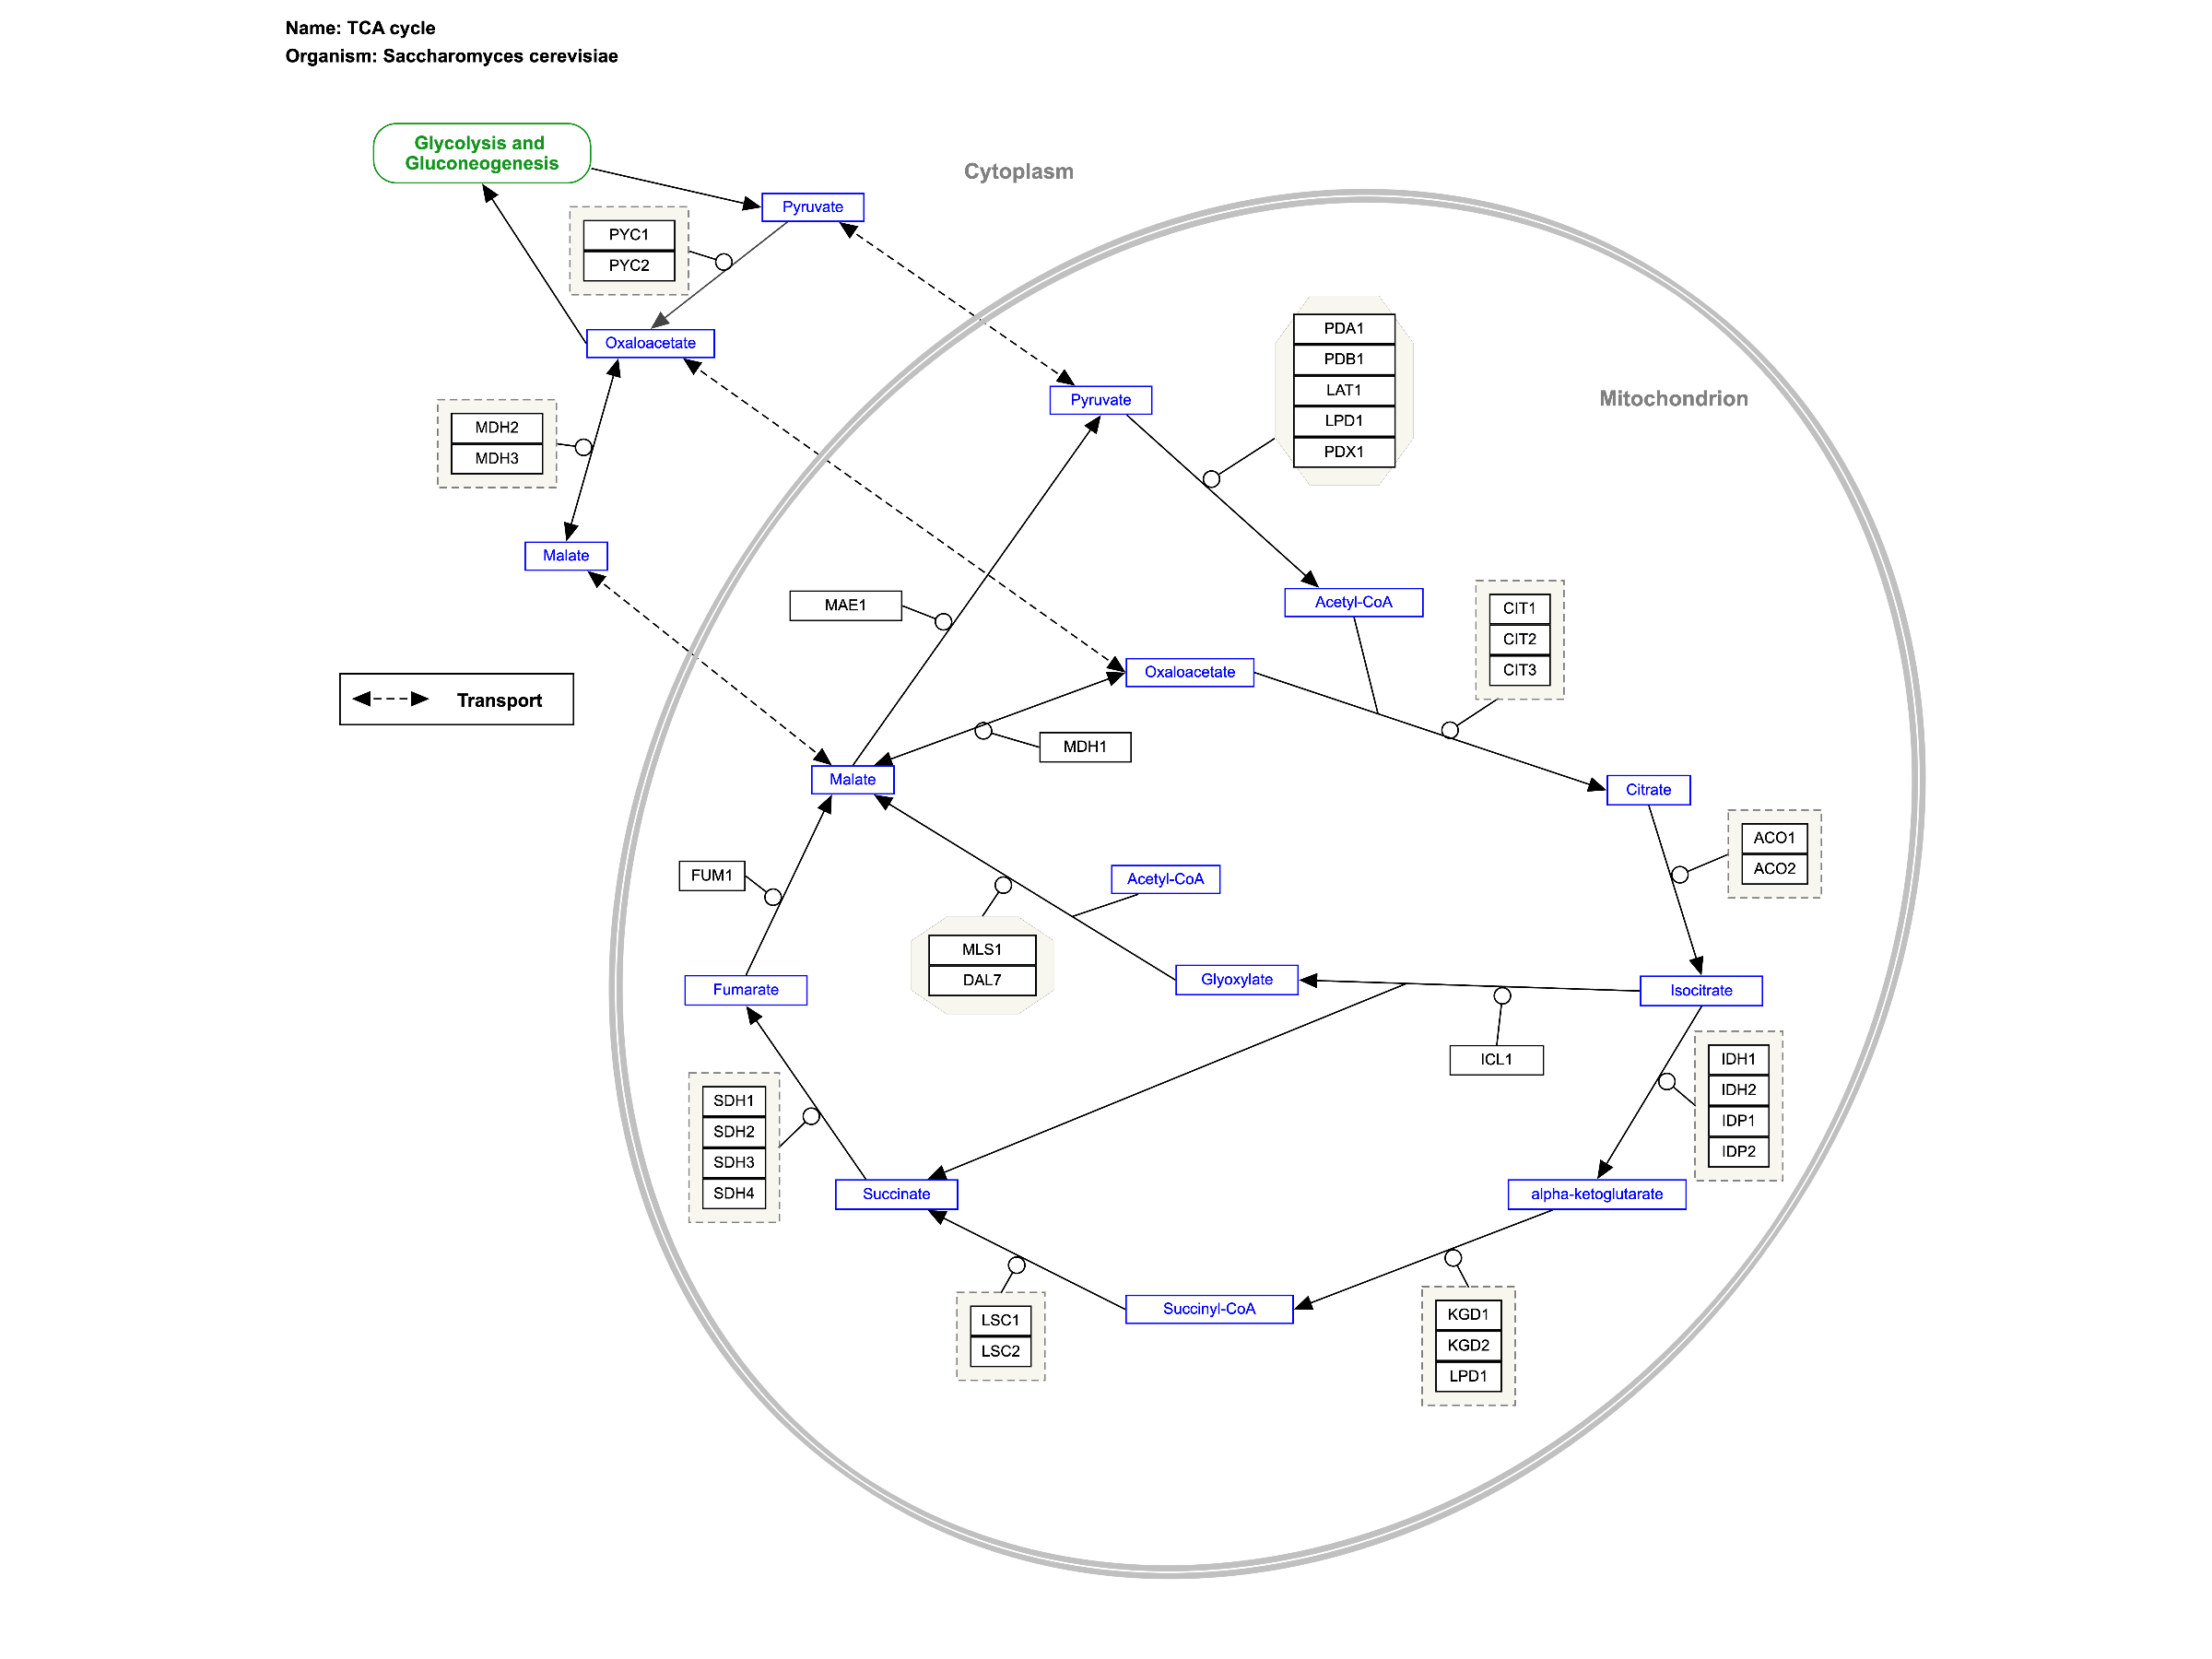 Name: TCA cycle
Organism: Saccharomyces cerevisiae
Glycolysis and
Gluconeogenesis
Cytoplasm
Pyruvate
PYC1
PYC2
Oxaloacetate
PDA1
PDB1
LAT1
LPD1
PDX1
Mitochondrion
Pyruvate
MDH2
MDH3
Malate
MAE1
Acetyl-CoA
CIT1
CIT2
CIT3
Oxaloacetate
Transport
MDH1
Malate
Citrate
ACO1
ACO2
FUM1
Acetyl-CoA
MLS1
DAL7
Glyoxylate
Isocitrate
Fumarate
ICL1
IDH1
IDH2
IDP1
IDP2
SDH1
SDH2
SDH3
SDH4
Succinate
alpha-ketoglutarate
Succinyl-CoA
LSC1
LSC2
KGD1
KGD2
LPD1